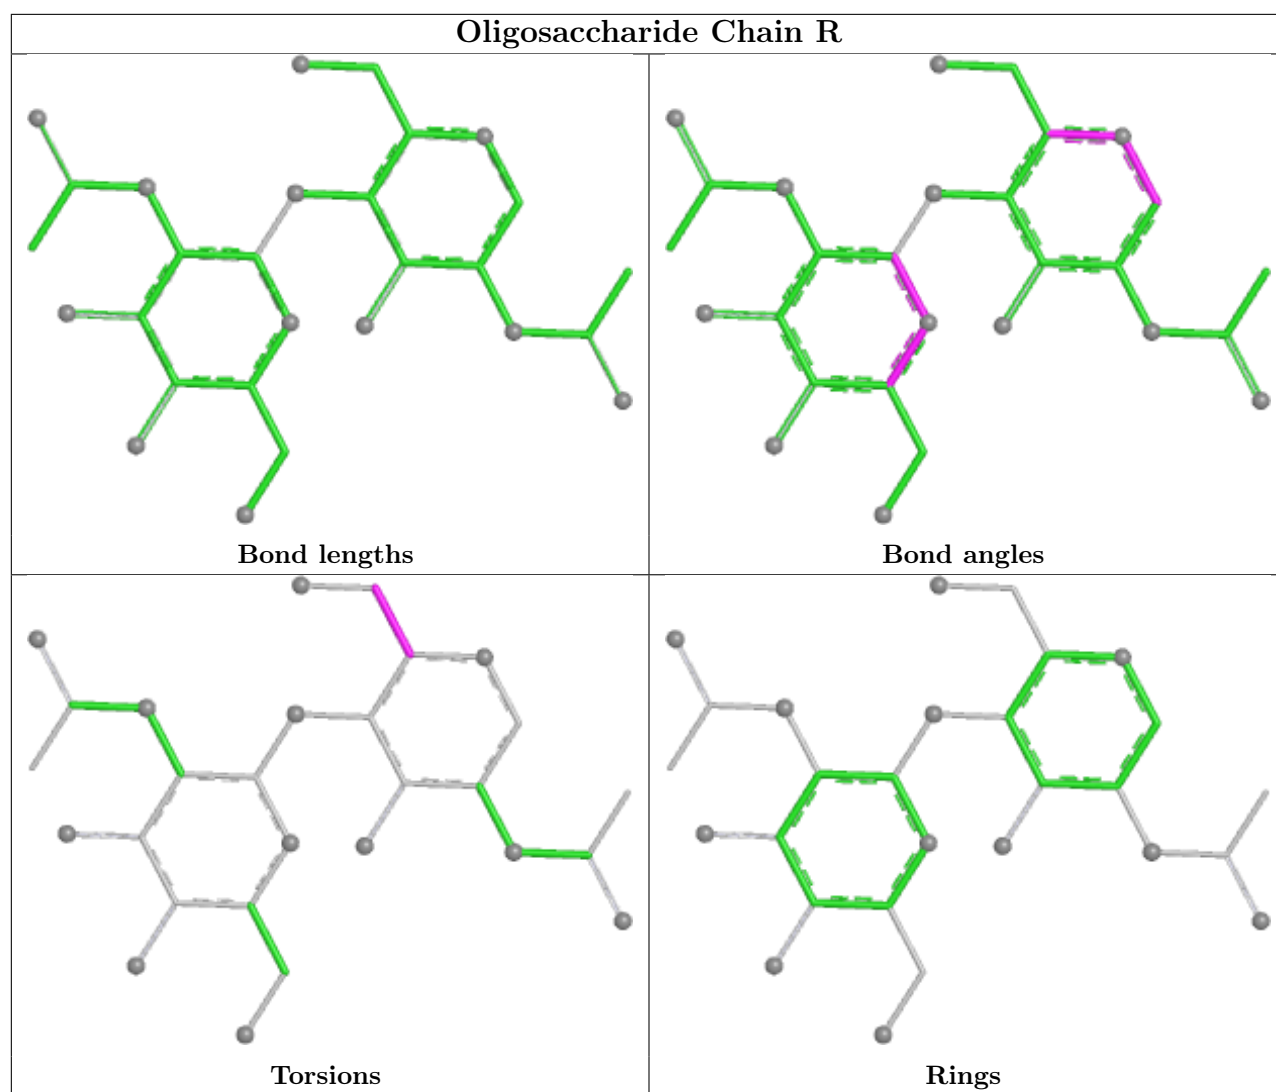 Oligosaccharide Chain R
Bond lengths
Bond angles
Torsions
Rings